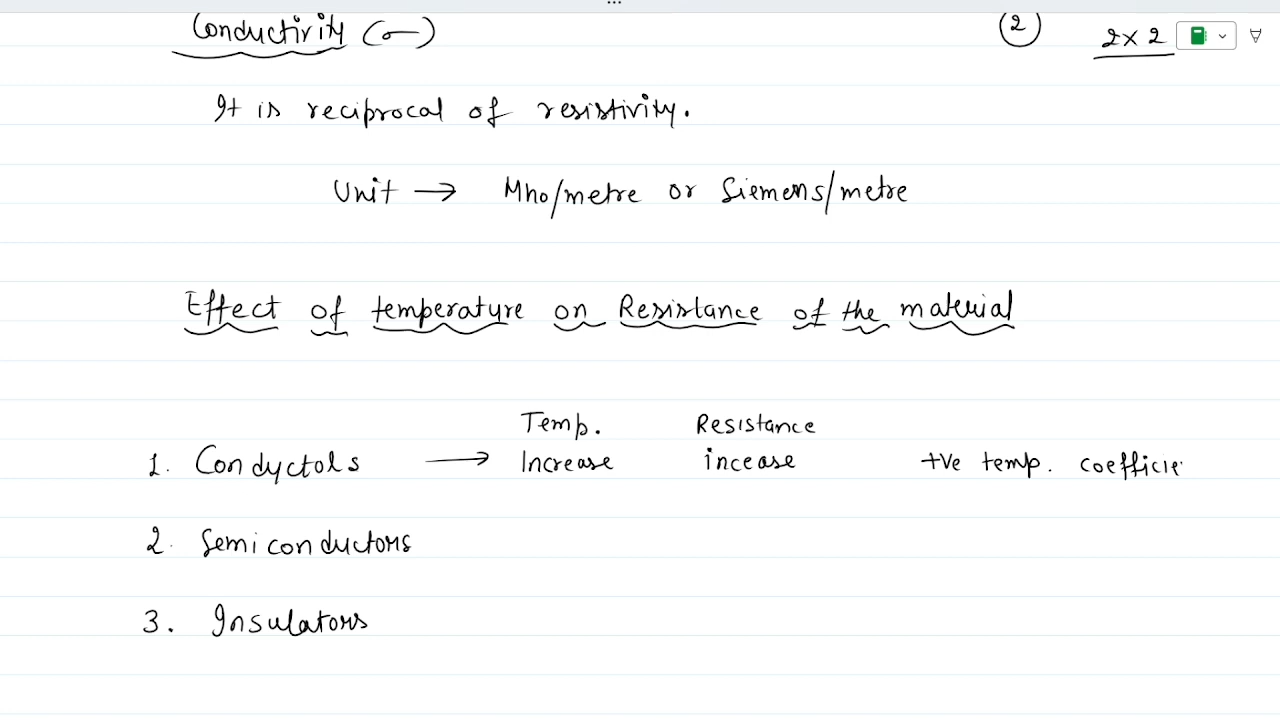 Conductivity (σ) (2) 2×2
It is reciprocal of resistivity.
Unit → Mho/metre or Siemens/metre
Effect of temperature on Resistance of the material
Temp. Resistance
1. Conductors → Increase incease +ve temp. coefficie
2. Semiconductors
3. Insulators